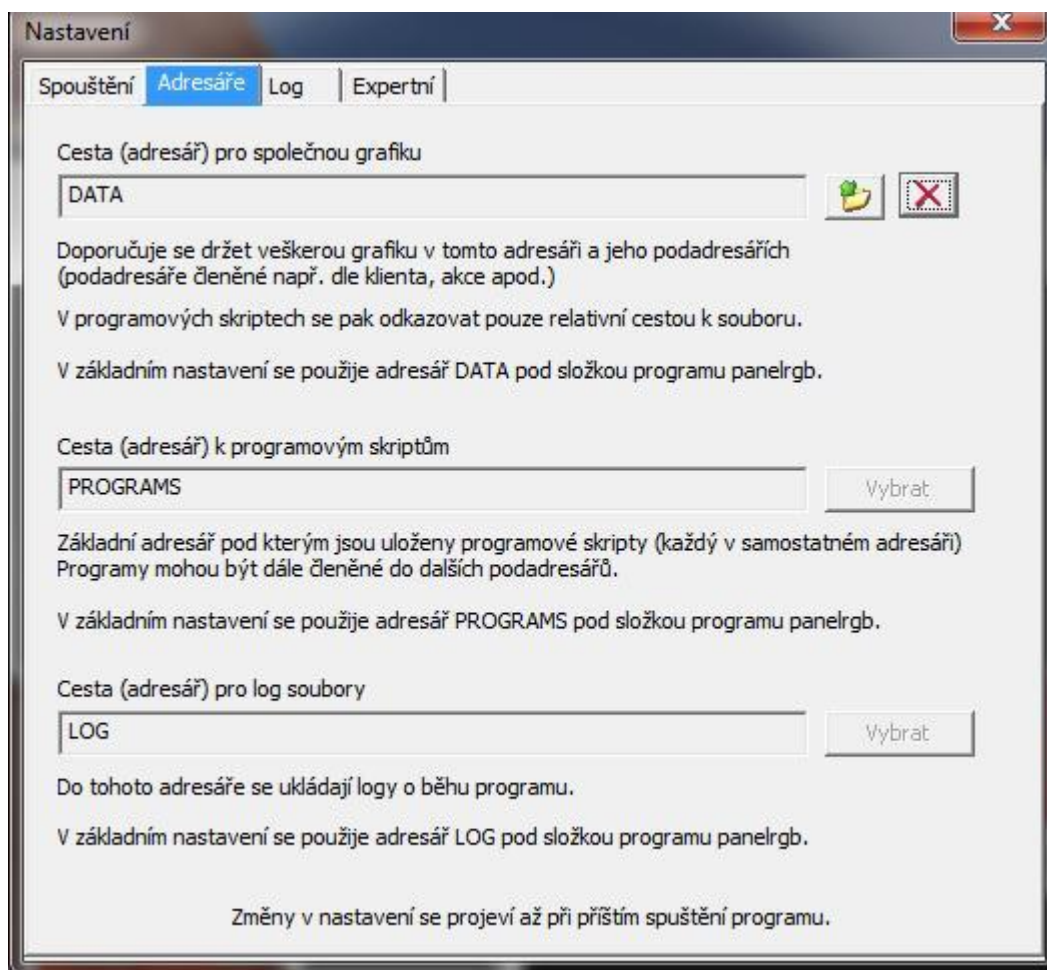 Nastavení
Spouštění Adresáře Log Expertní
Cesta (adresář) pro společnou grafiku
DATA
Doporučuje se držet veškerou grafiku v tomto adresáři a jeho podadresářích
(podadresáře členěné např. dle klienta, akce apod.)
V programových skriptech se pak odkazovat pouze relativní cestou k souboru.
V základním nastavení se použije adresář DATA pod složkou programu panelrgb.
Cesta (adresář) k programovým skriptům
PROGRAMS Vybrat
Základní adresář pod kterým jsou uloženy programové skripty (každý v samostatném adresáři)
Programy mohou být dále členěné do dalších podadresářů.
V základním nastavení se použije adresář PROGRAMS pod složkou programu panelrgb.
Cesta (adresář) pro log soubory
LOG Vybrat
Do tohoto adresáře se ukládají logy o běhu programu.
V základním nastavení se použije adresář LOG pod složkou programu panelrgb.
Změny v nastavení se projeví až při příštím spuštění programu.